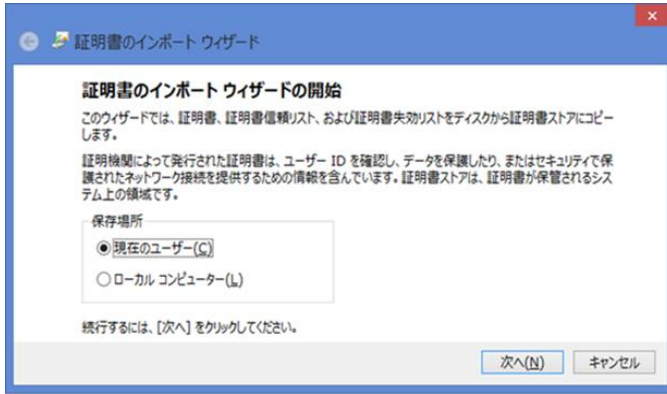 証明書のインポート ウィザード
証明書のインポート ウィザードの開始
このウィザードでは、証明書、証明書信頼リスト、および証明書失効リストをディスクから証明書ストアにコピー
します。
証明機関によって発行された証明書は、ユーザー ID を確認し、データを保護したり、またはセキュリティで保
護されたネットワーク接続を提供するための情報を含んでいます。証明書ストアは、証明書が保管されるシス
テム上の領域です。
保存場所
現在のユーザー(C)
ローカル コンピューター(L)
続行するには、[次へ] をクリックしてください。
次へ(N) キャンセル